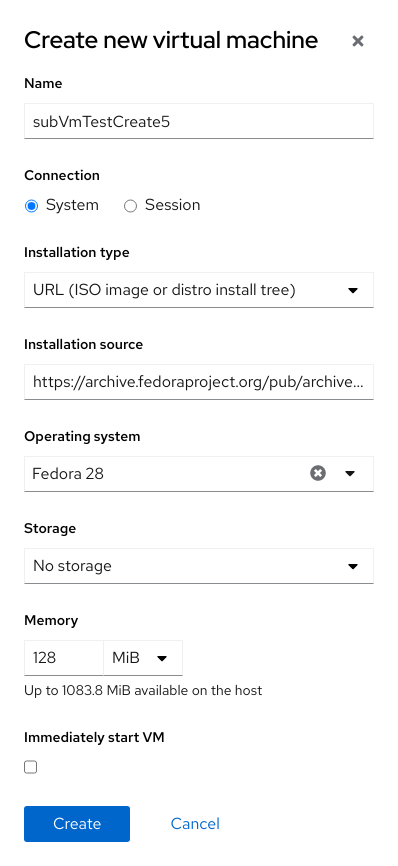 Create new virtual machine
Name
subVmTestCreate5
Connection
System Session
Installation type
URL (ISO image or distro install tree)
Installation source
https://archive.fedoraproject.org/pub/archive...
Operating system
Fedora 28
Storage
No storage
Memory
128 MiB
Up to 1083.8 MiB available on the host
Immediately start VM
Create Cancel